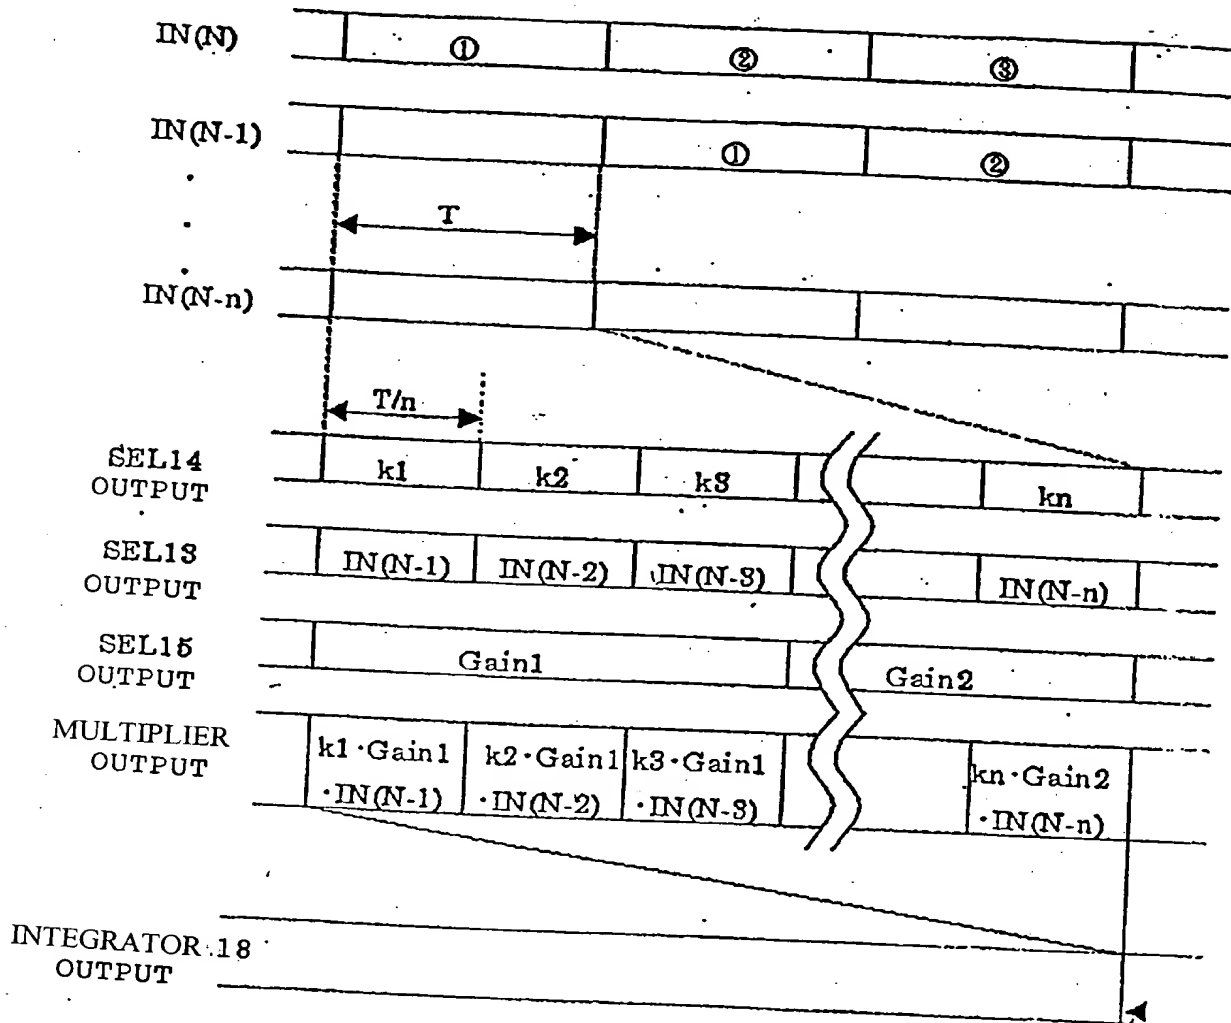 IN(N)
① ② ③
IN(N-1)
① ②
T
IN(N-n)
T/n
SEL14
OUTPUT
k1 k2 k3 kn
SEL13
OUTPUT
IN(N-1) IN(N-2) IN(N-3) IN(N-n)
SEL15
OUTPUT
Gain1 Gain2
MULTIPLIER
OUTPUT
k1·Gain1 k2·Gain1 k3·Gain1 kn·Gain2
·IN(N-1) ·IN(N-2) ·IN(N-3) ·IN(N-n)
INTEGRATOR 18
OUTPUT